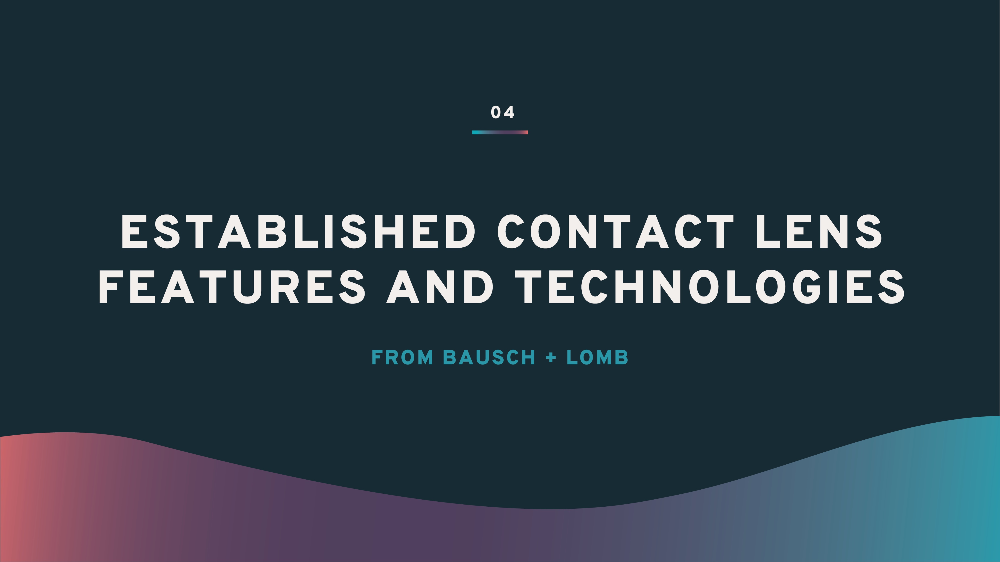 04
ESTABLISHED CONTACT LENS
FEATURES AND TECHNOLOGIES
FROM BAUSCH + LOMB